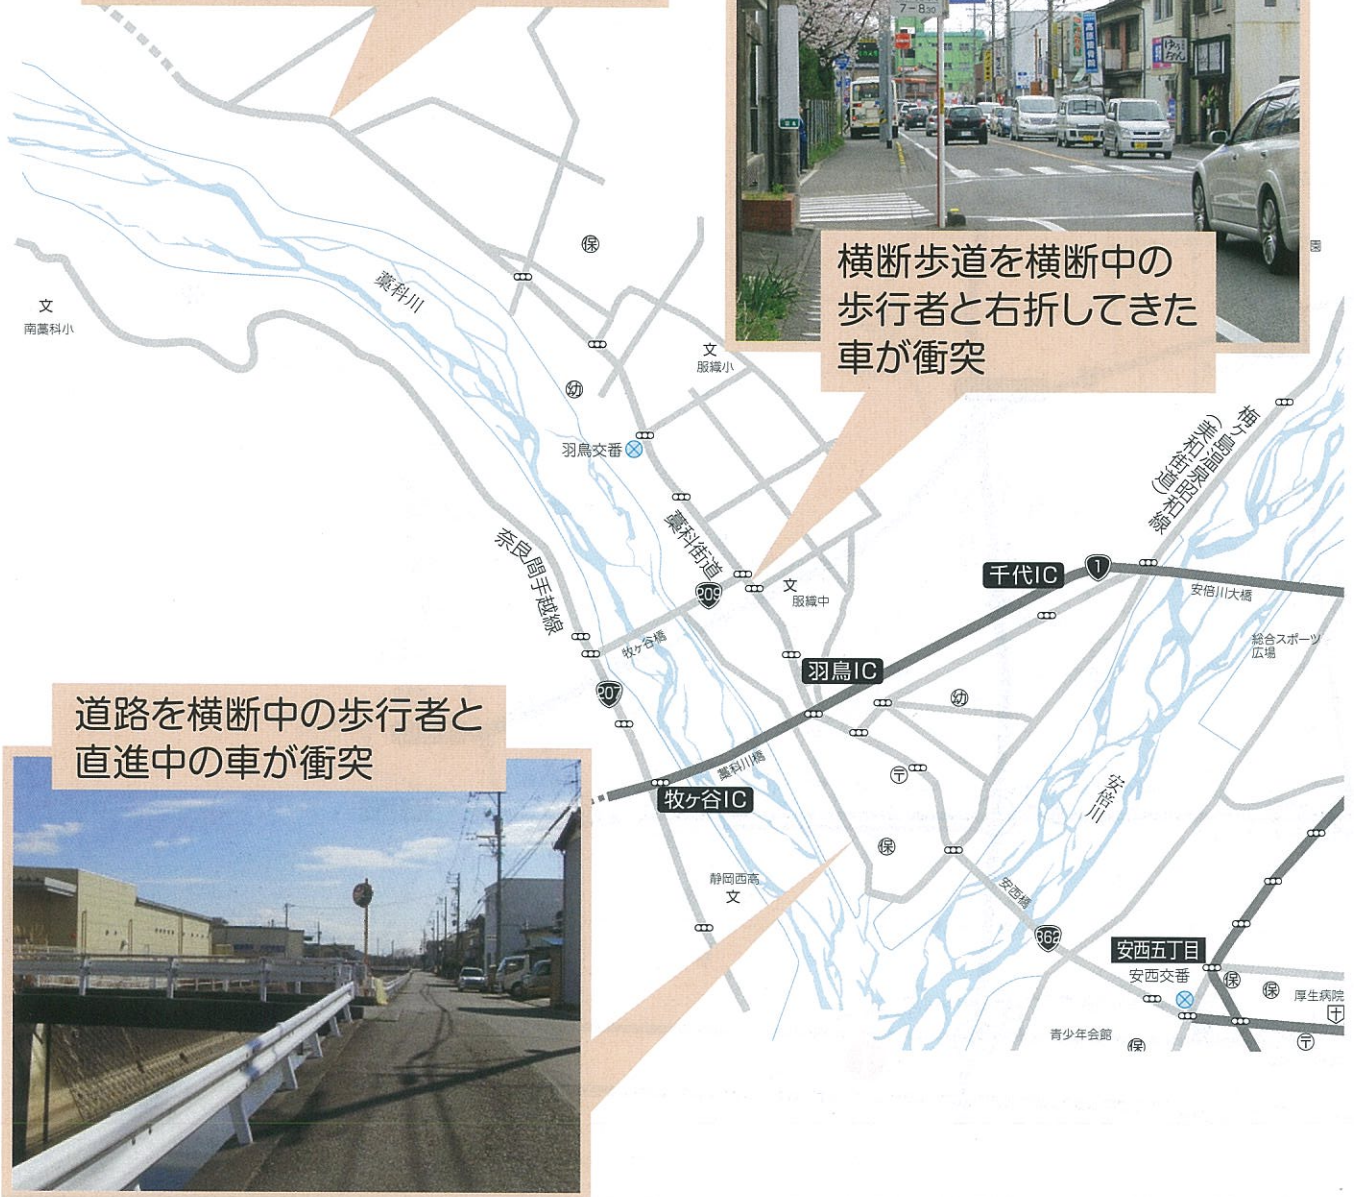 7-8³⁰
横断歩道を横断中の
歩行者と右折してきた
車が衝突
園
保
藁科川
文
南藁科小
文
服織小
幼
羽鳥交番
梅ヶ島温泉昭和線
(美和街道)
藁科街道
奈良間手越線
千代IC
1
安倍川大橋
209
文
服織中
牧ヶ谷橋
総合スポーツ
広場
羽鳥IC
207
幼
道路を横断中の歩行者と
直進中の車が衝突
藁科川橋
〒
牧ヶ谷IC
安倍川
保
静岡西高
文
安西橋
362
安西五丁目
安西交番
保
保
厚生病院
青少年会館
保
〒